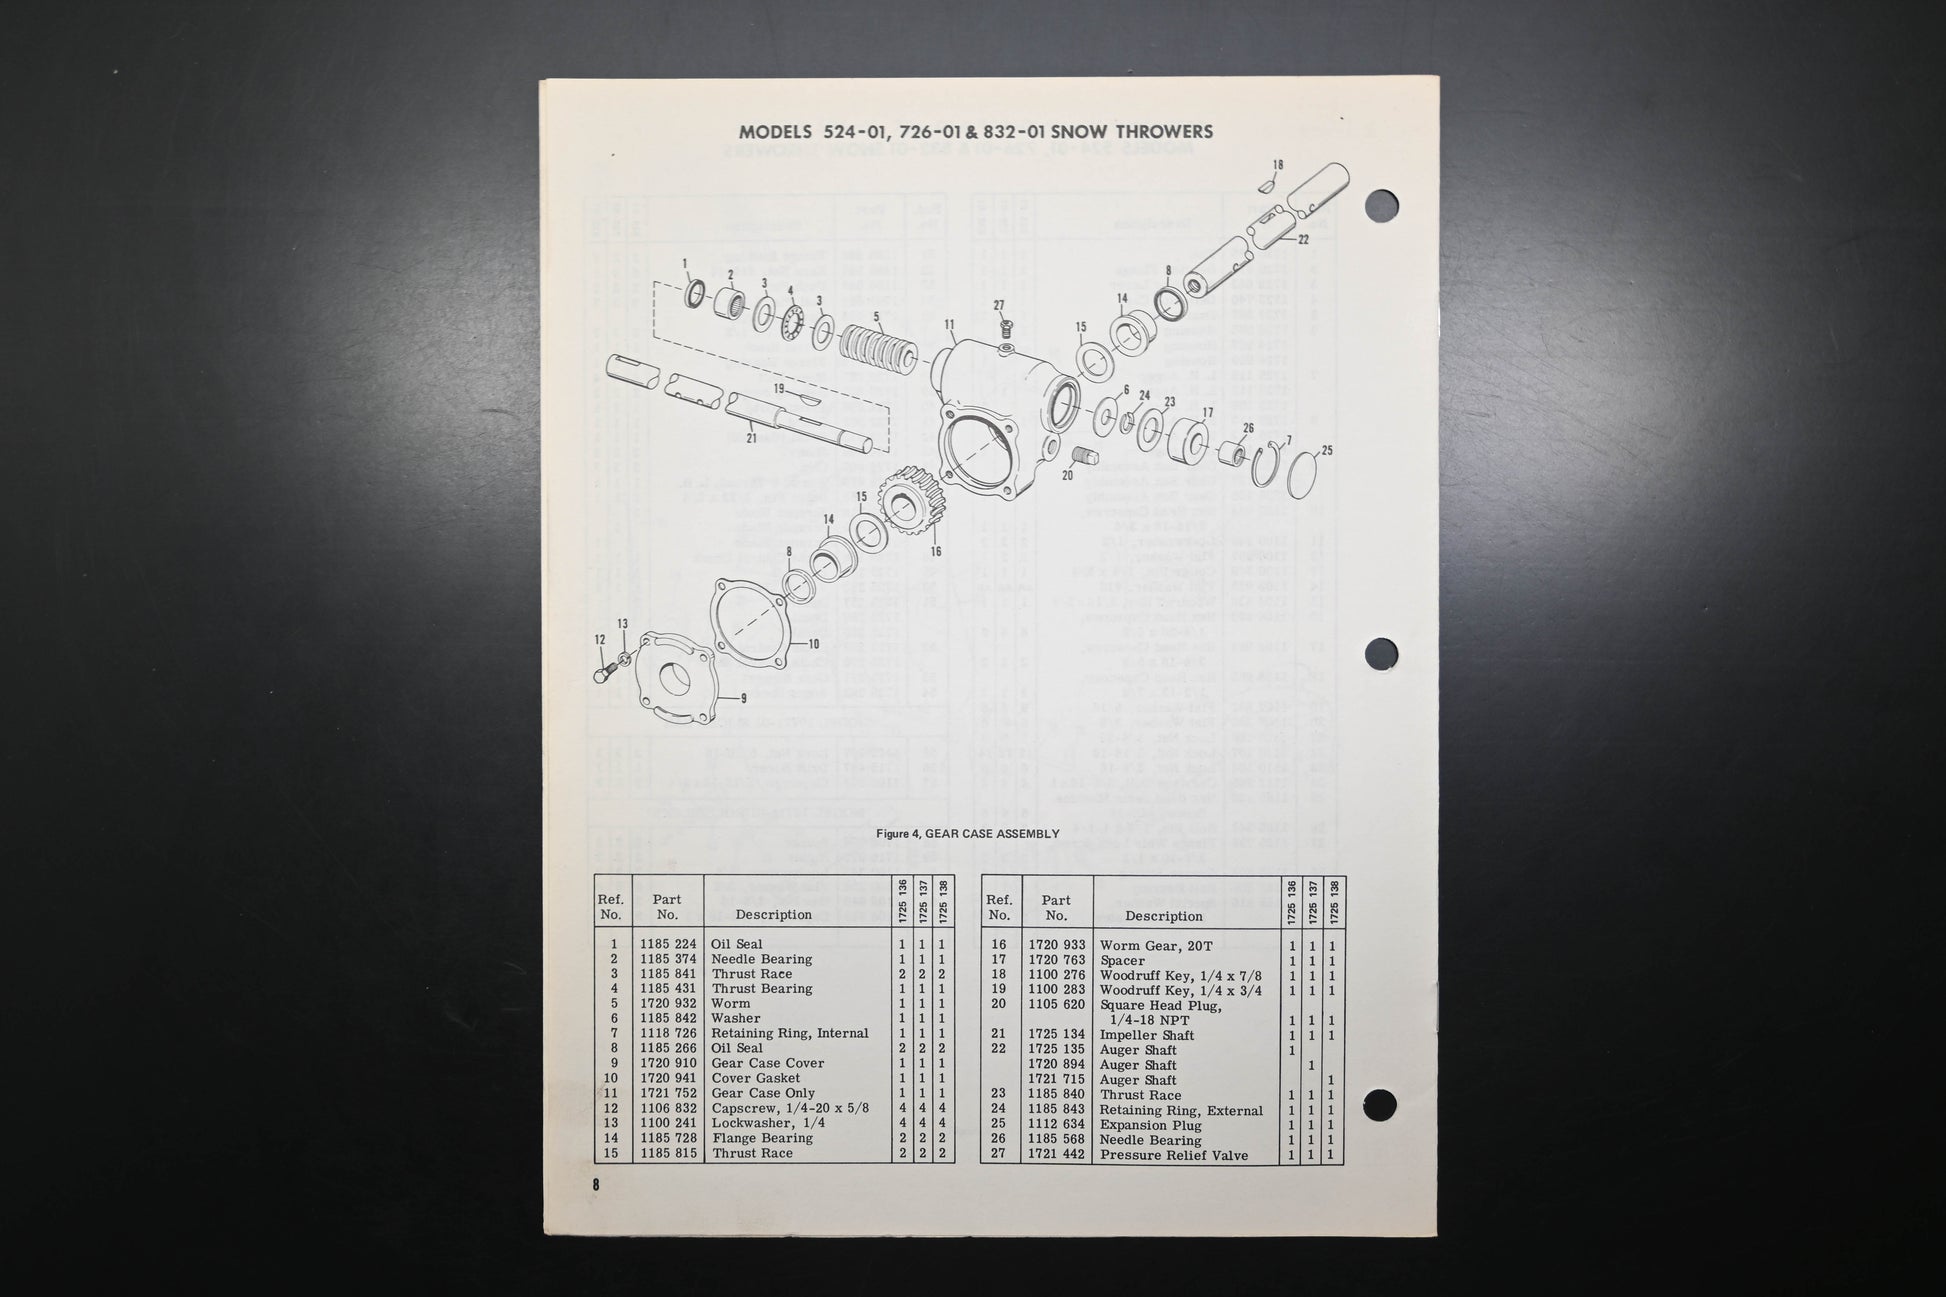 MODELS 524-01, 726-01 & 832-01 SNOW THROWERS
18
22
8
14
15
1
2
3
4
3
5
27
11
6
24
23
17
26
7
25
19
21
20
15
16
14
8
13
12
10
9
Figure 4, GEAR CASE ASSEMBLY
Ref. No. Part No. Description 1725 136 1725 137 1725 138
1 1185 224 Oil Seal 1 1 1
2 1185 374 Needle Bearing 1 1 1
3 1185 841 Thrust Race 2 2 2
4 1185 431 Thrust Bearing 1 1 1
5 1720 932 Worm 1 1 1
6 1185 842 Washer 1 1 1
7 1118 726 Retaining Ring, Internal 1 1 1
8 1185 266 Oil Seal 2 2 2
9 1720 910 Gear Case Cover 1 1 1
10 1720 941 Cover Gasket 1 1 1
11 1721 752 Gear Case Only 1 1 1
12 1106 832 Capscrew, 1/4-20 x 5/8 4 4 4
13 1100 241 Lockwasher, 1/4 4 4 4
14 1185 728 Flange Bearing 2 2 2
15 1185 815 Thrust Race 2 2 2
Ref. No. Part No. Description 1725 136 1725 137 1725 138
16 1720 933 Worm Gear, 20T 1 1 1
17 1720 763 Spacer 1 1 1
18 1100 276 Woodruff Key, 1/4 x 7/8 1 1 1
19 1100 283 Woodruff Key, 1/4 x 3/4 1 1 1
20 1105 620 Square Head Plug,
1/4-18 NPT 1 1 1
21 1725 134 Impeller Shaft 1 1 1
22 1725 135 Auger Shaft 1
1720 894 Auger Shaft 1
1721 715 Auger Shaft 1
23 1185 840 Thrust Race 1 1 1
24 1185 843 Retaining Ring, External 1 1 1
25 1112 634 Expansion Plug 1 1 1
26 1185 568 Needle Bearing 1 1 1
27 1721 442 Pressure Relief Valve 1 1 1
8